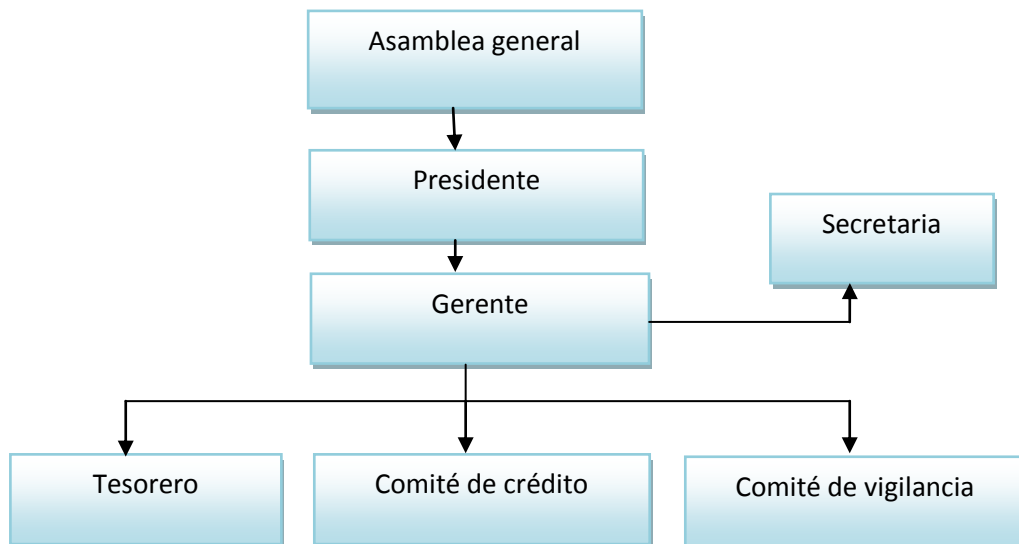 Asamblea general
Presidente
Secretaria
Gerente
Tesorero
Comité de crédito
Comité de vigilancia